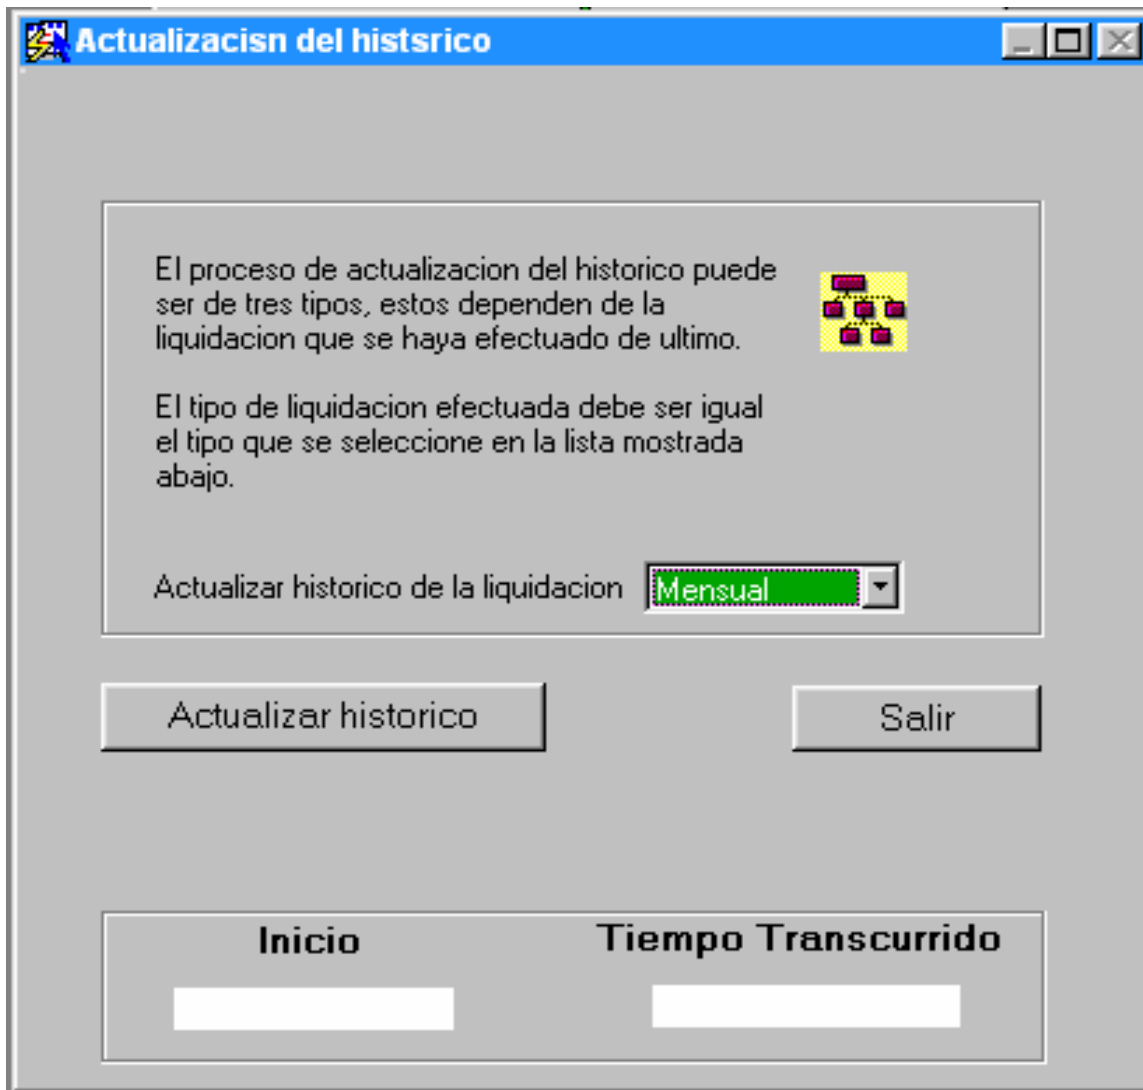 Actualizacisn del histsrico
El proceso de actualizacion del historico puede
ser de tres tipos, estos dependen de la
liquidacion que se haya efectuado de ultimo.
El tipo de liquidacion efectuada debe ser igual
el tipo que se seleccione en la lista mostrada
abajo.
Actualizar historico de la liquidacion Mensual
Actualizar historico Salir
Inicio Tiempo Transcurrido